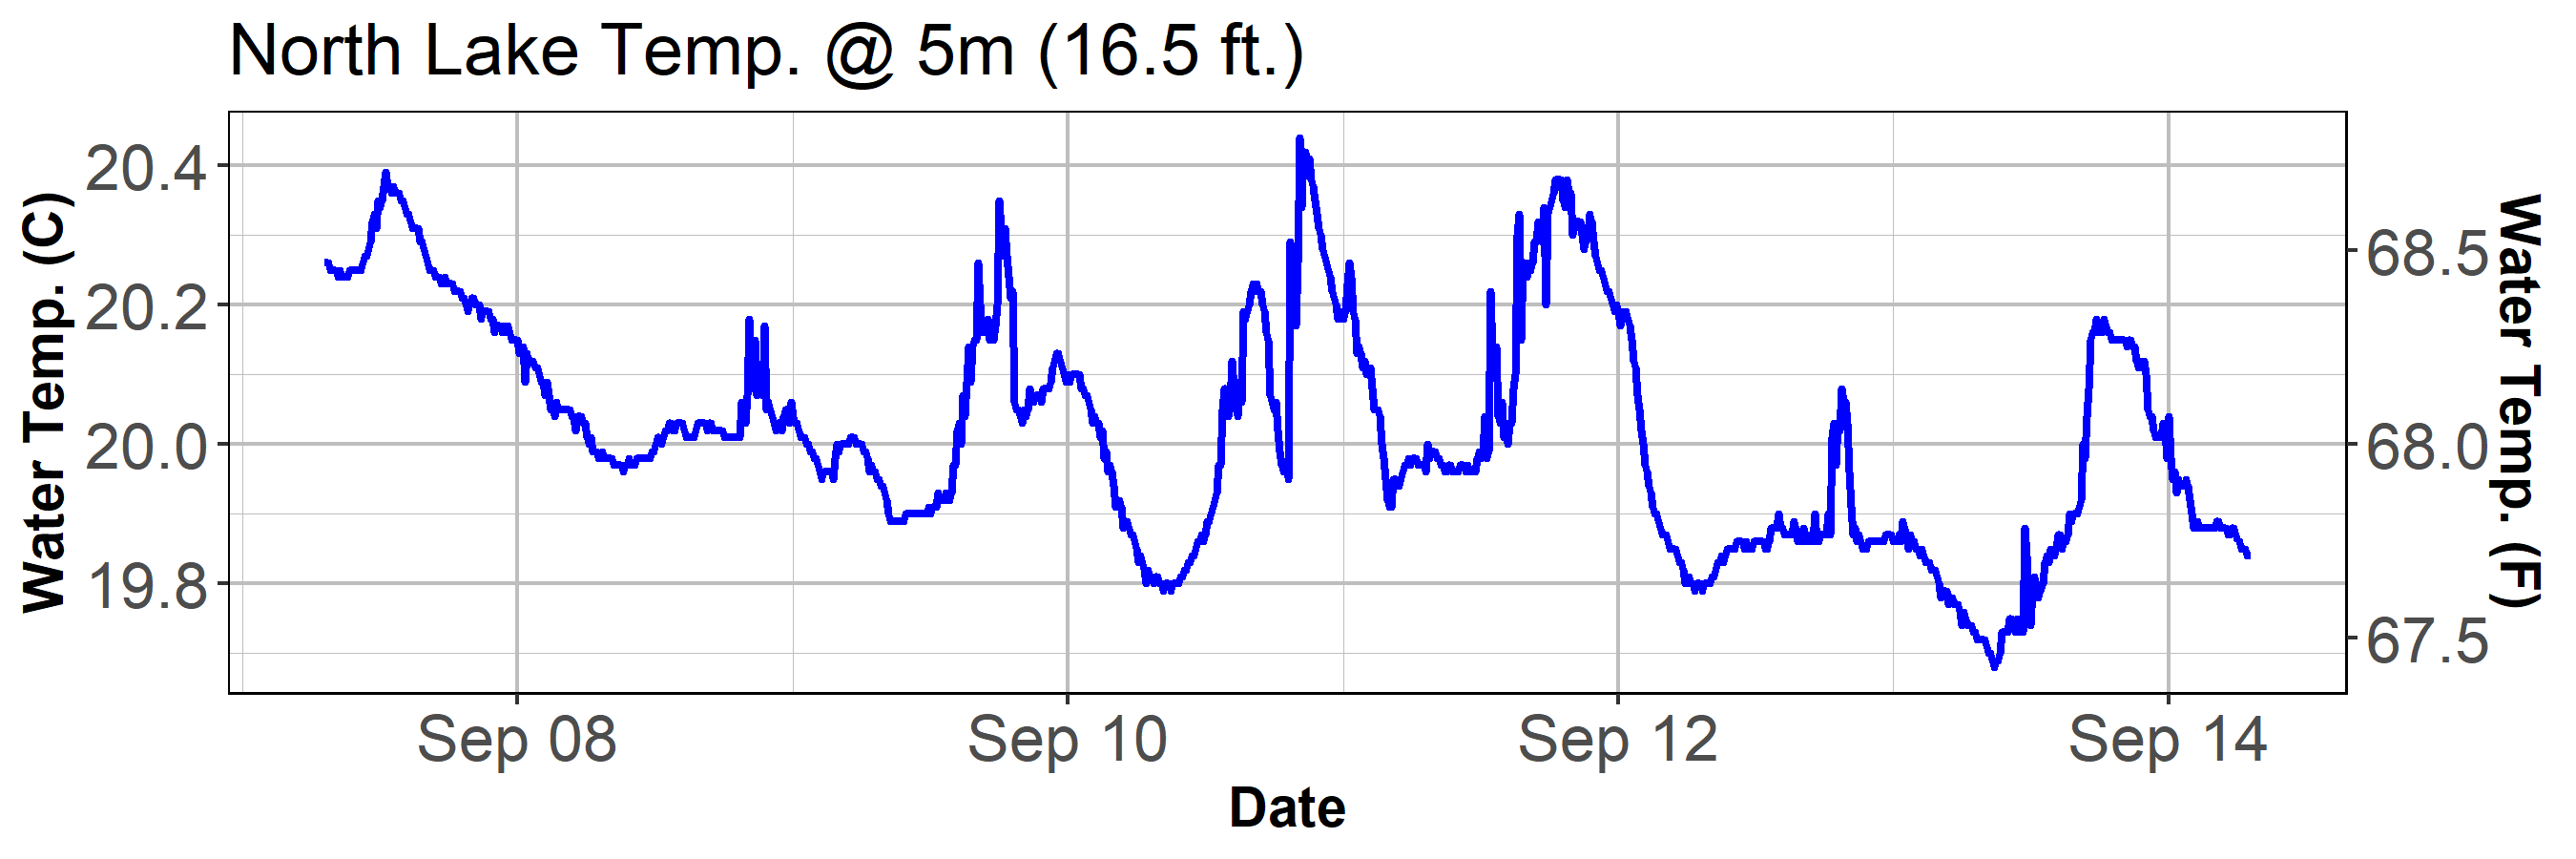 North Lake Temp. @ 5m (16.5 ft.)
Water Temp. (C)
20.4
20.2
20.0
19.8
68.5
68.0
67.5
Water Temp. (F)
Sep 08
Sep 10
Sep 12
Sep 14
Date